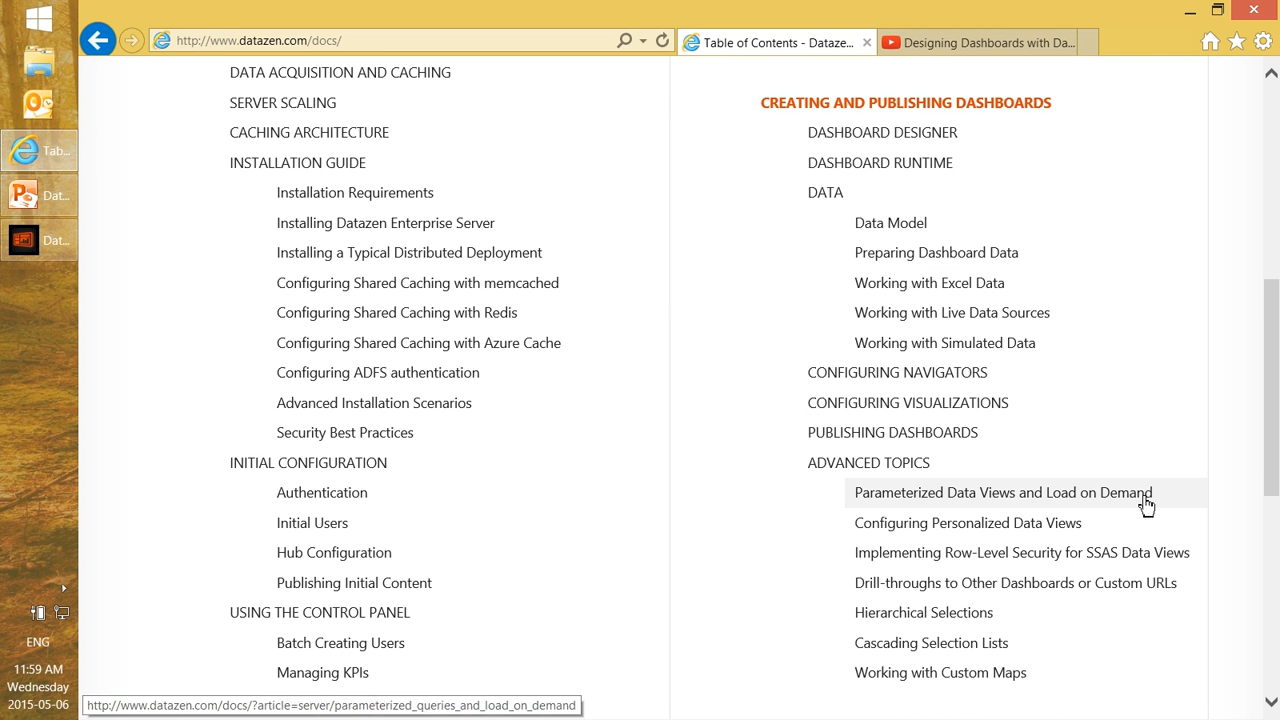 http://www.datazen.com/docs/
Table of Contents - Dataze...
Designing Dashboards with Da...
Tab...
Dat...
Dat...
ENG
11:59 AM
Wednesday
2015-05-06
DATA ACQUISITION AND CACHING
SERVER SCALING
CACHING ARCHITECTURE
INSTALLATION GUIDE
Installation Requirements
Installing Datazen Enterprise Server
Installing a Typical Distributed Deployment
Configuring Shared Caching with memcached
Configuring Shared Caching with Redis
Configuring Shared Caching with Azure Cache
Configuring ADFS authentication
Advanced Installation Scenarios
Security Best Practices
INITIAL CONFIGURATION
Authentication
Initial Users
Hub Configuration
Publishing Initial Content
USING THE CONTROL PANEL
Batch Creating Users
Managing KPIs
CREATING AND PUBLISHING DASHBOARDS
DASHBOARD DESIGNER
DASHBOARD RUNTIME
DATA
Data Model
Preparing Dashboard Data
Working with Excel Data
Working with Live Data Sources
Working with Simulated Data
CONFIGURING NAVIGATORS
CONFIGURING VISUALIZATIONS
PUBLISHING DASHBOARDS
ADVANCED TOPICS
Parameterized Data Views and Load on Demand
Configuring Personalized Data Views
Implementing Row-Level Security for SSAS Data Views
Drill-throughs to Other Dashboards or Custom URLs
Hierarchical Selections
Cascading Selection Lists
Working with Custom Maps
http://www.datazen.com/docs/?article=server/parameterized_queries_and_load_on_demand